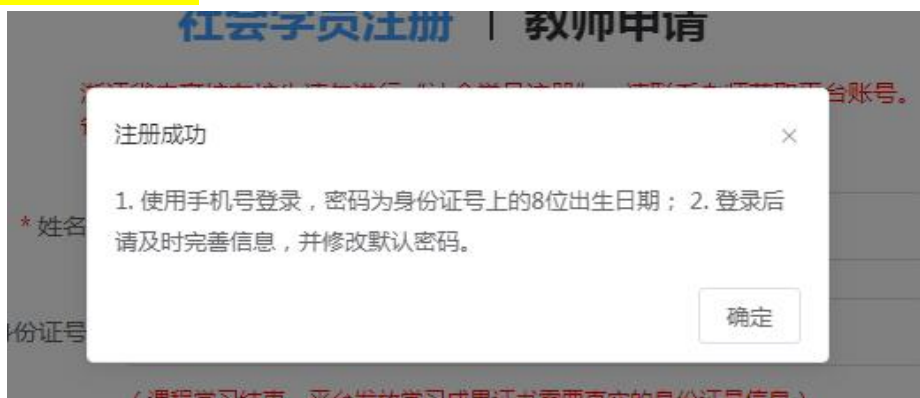 社会学员注册 | 教师申请
台账号。
注册成功
1. 使用手机号登录，密码为身份证号上的8位出生日期； 2. 登录后
请及时完善信息，并修改默认密码。
* 姓名
份证号
确定